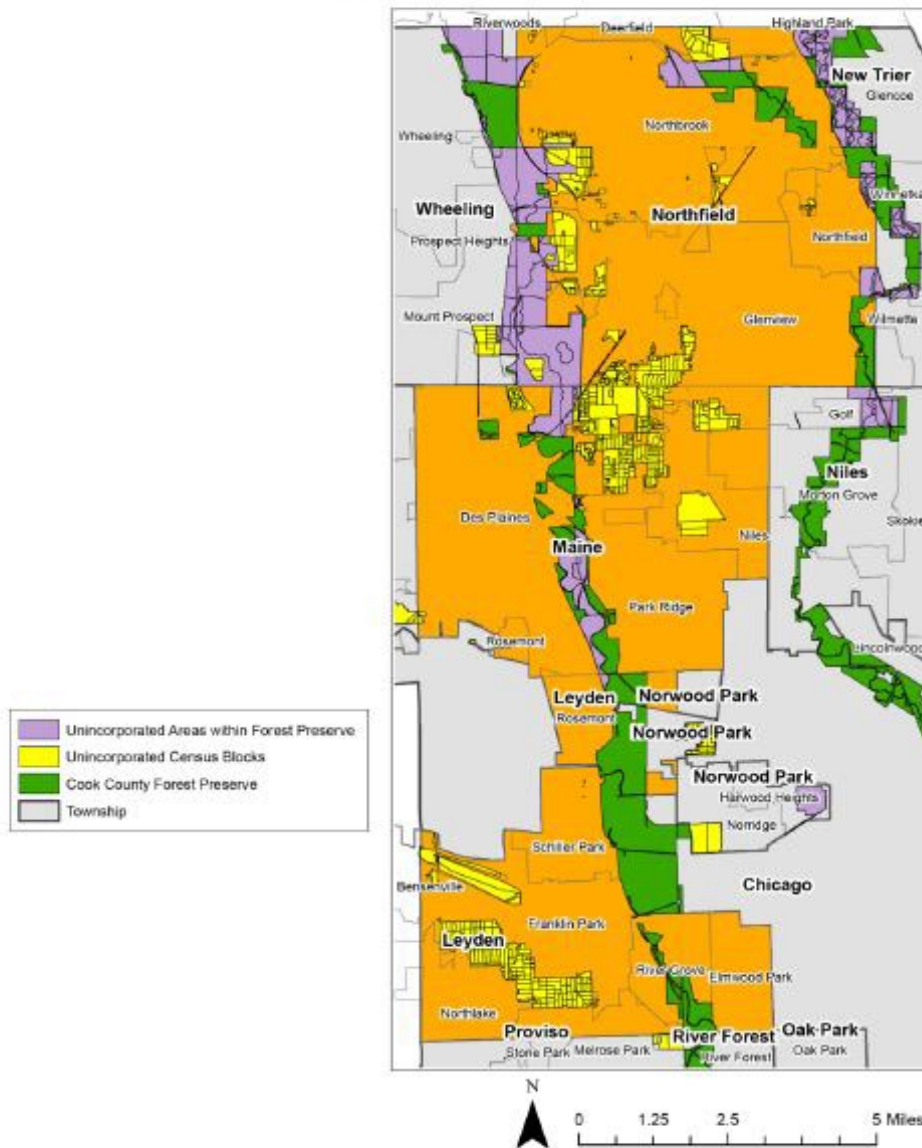 Riverwoods
Deerfield
Highland Park
New Trier
Glencoe
Northbrook
Wheeling
Winnetka
Wheeling
Northfield
Prospect Heights
Northfield
Mount Prospect
Glenview
Wilmette
Golf
Niles
Morton Grove
Des Plaines
Skokie
Niles
Maine
Park Ridge
Rosemont
Lincolnwood
Leyden
Norwood Park
Rosemont
Norwood Park
Norwood Park
Harwood Heights
Norridge
Schiller Park
Chicago
Bensenville
Franklin Park
Leyden
River Grove
Elmwood Park
Northlake
Proviso
River Forest
Oak Park
Stone Park
Melrose Park
River Forest
Oak Park
Unincorporated Areas within Forest Preserve
Unincorporated Census Blocks
Cook County Forest Preserve
Township
N
0 1.25 2.5 5 Miles